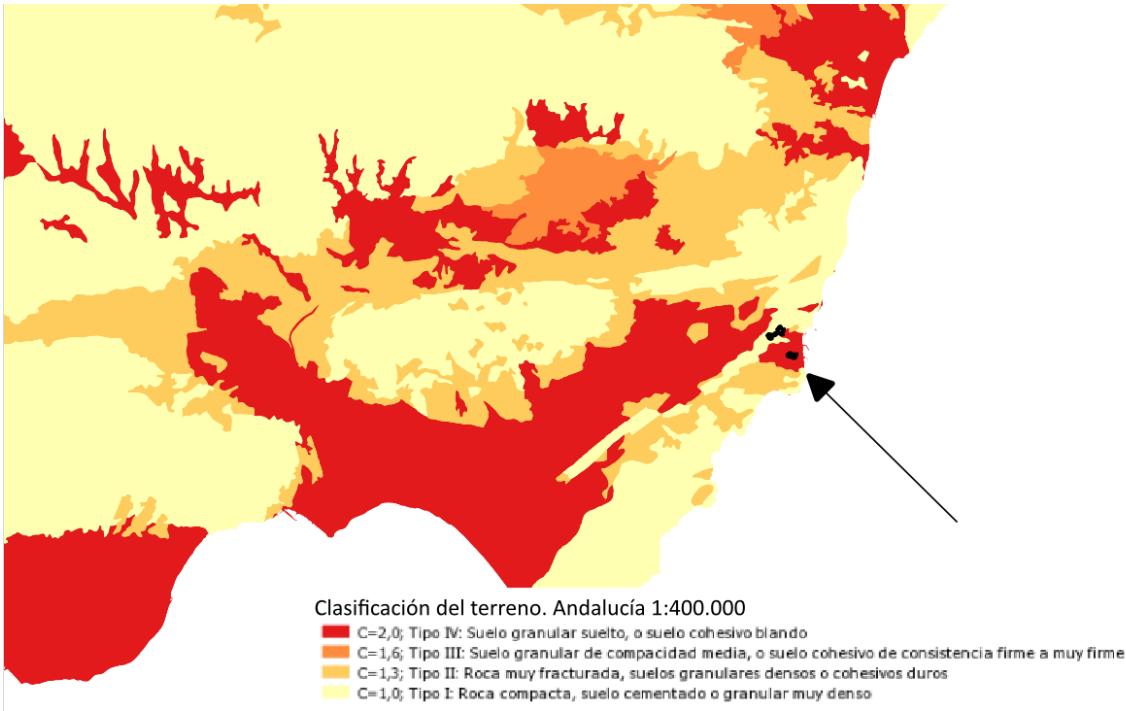 Clasificación del terreno. Andalucía 1:400.000
C=2,0; Tipo IV: Suelo granular suelto, o suelo cohesivo blando
C=1,6; Tipo III: Suelo granular de compacidad media, o suelo cohesivo de consistencia firme a muy firme
C=1,3; Tipo II: Roca muy fracturada, suelos granulares densos o cohesivos duros
C=1,0; Tipo I: Roca compacta, suelo cementado o granular muy denso